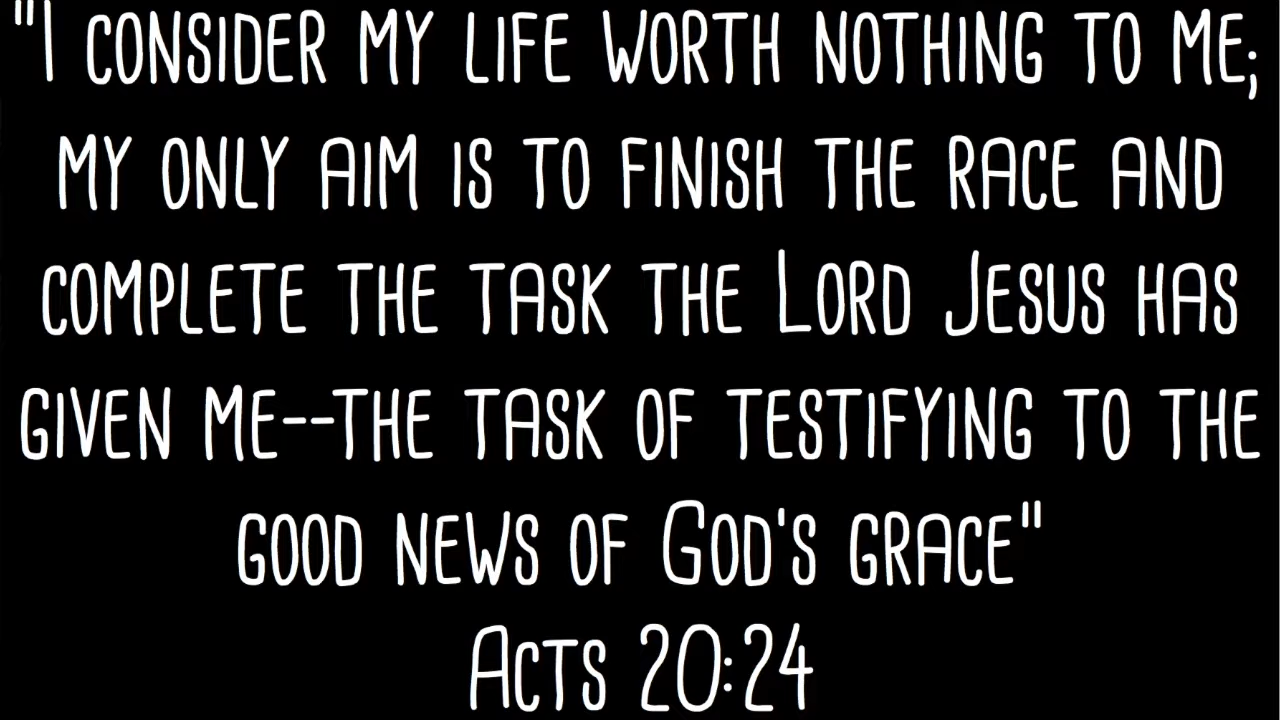 "I CONSIDER MY LIFE WORTH NOTHING TO ME;
MY ONLY AIM IS TO FINISH THE RACE AND
COMPLETE THE TASK THE LORD JESUS HAS
GIVEN ME--THE TASK OF TESTIFYING TO THE
GOOD NEWS OF GOD'S GRACE"
ACTS 20:24